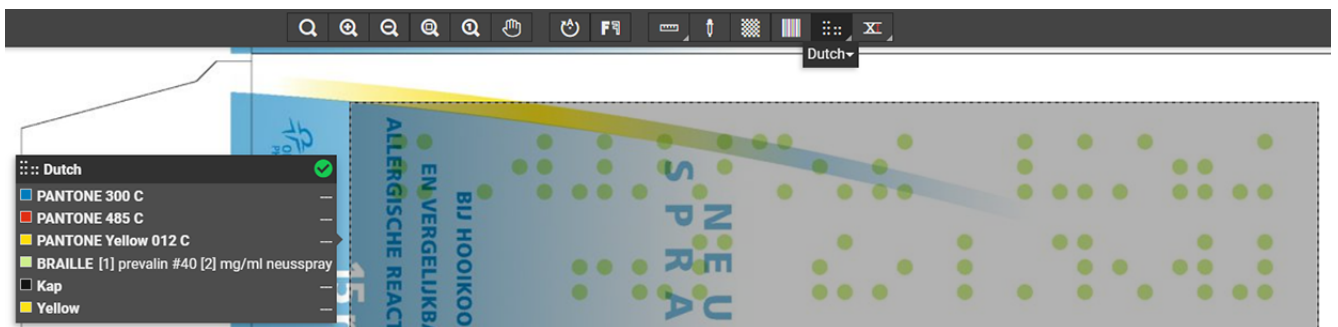 Dutch
Dutch
PANTONE 300 C
---
PANTONE 485 C
---
PANTONE Yellow 012 C
---
BRAILLE [1] prevalin #40 [2] mg/ml neusspray
Kap
---
Yellow
---
ALLERGISCHE REACT
EN VERGELIJKBA
BIJ HOOIKOO
SPRA
NEU
15